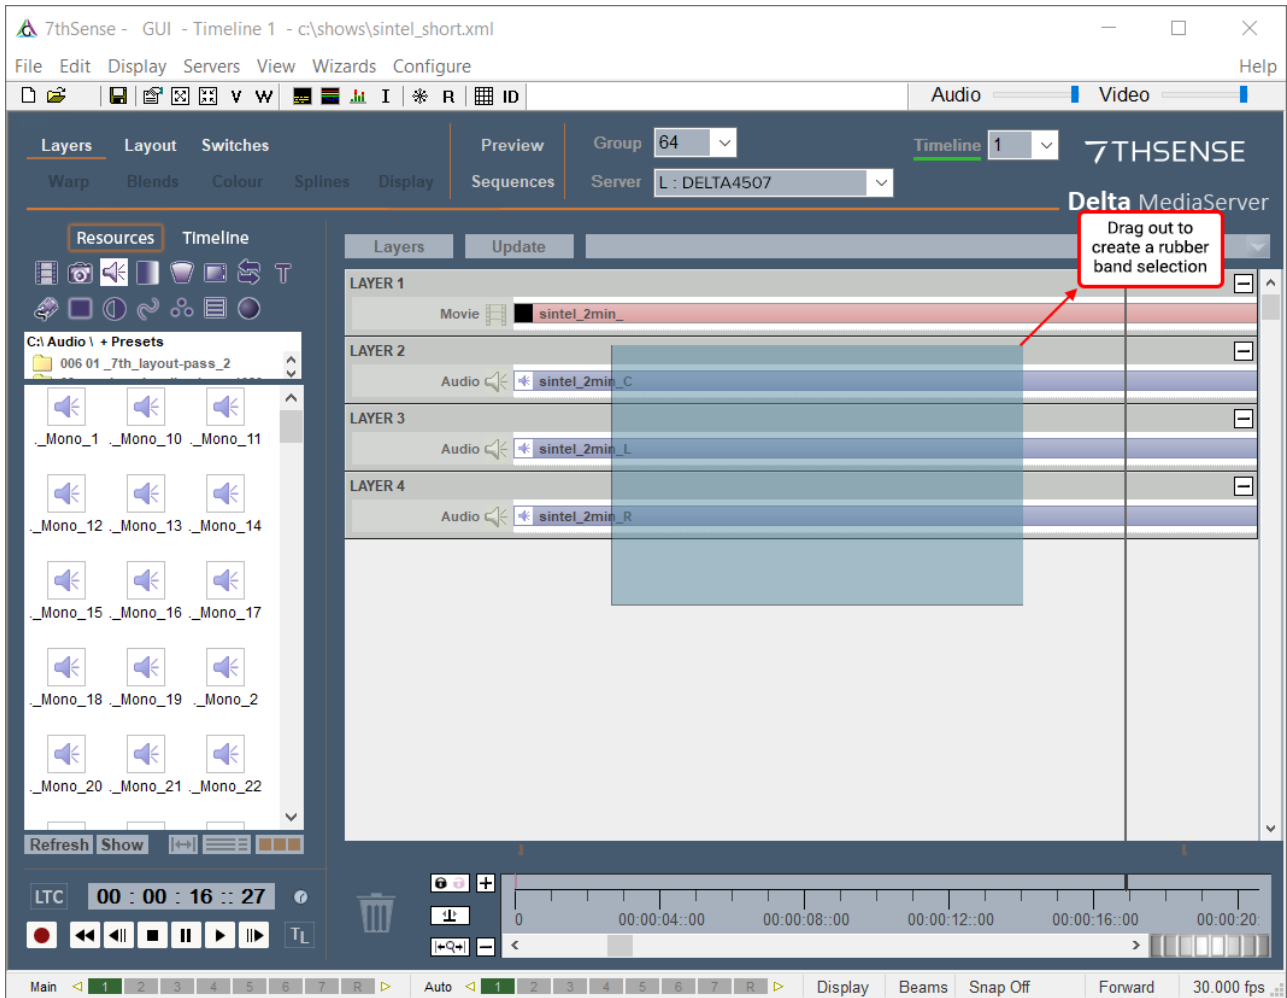 7thSense - GUI - Timeline 1 - c:\shows\sintel_short.xml
File Edit Display Servers View Wizards Configure Help
V W I R ID Audio Video
Layers Layout Switches Preview Group 64 Timeline 1 7THSENSE
Warp Blends Colour Splines Display Sequences Server L : DELTA4507
Delta MediaServer
Resources Timeline
Layers Update
Drag out to
create a rubber
band selection
T
C:\ Audio \ + Presets
006 01 _7th_layout-pass_2
._Mono_1 ._Mono_10 ._Mono_11
._Mono_12 ._Mono_13 ._Mono_14
._Mono_15 ._Mono_16 ._Mono_17
._Mono_18 ._Mono_19 ._Mono_2
._Mono_20 ._Mono_21 ._Mono_22
Refresh Show
LAYER 1
Movie sintel_2min_
LAYER 2
Audio sintel_2min_C
LAYER 3
Audio sintel_2min_L
LAYER 4
Audio sintel_2min_R
LTC 00 : 00 : 16 :: 27
TL
0 00:00:04::00 00:00:08::00 00:00:12::00 00:00:16::00 00:00:20:
Main 1 2 3 4 5 6 7 R Auto 1 2 3 4 5 6 7 R Display Beams Snap Off Forward 30.000 fps